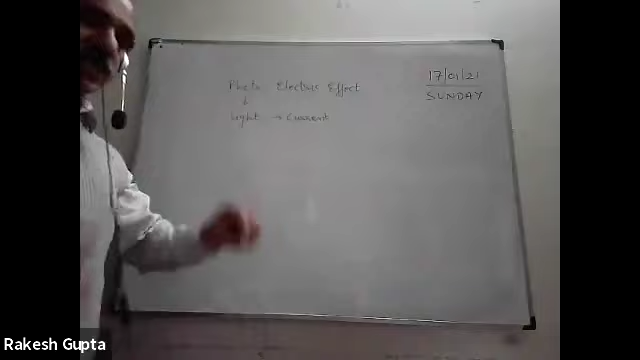 Photo Electric Effect
17/01/21
SUNDAY
↓
Light → Current
Rakesh Gupta